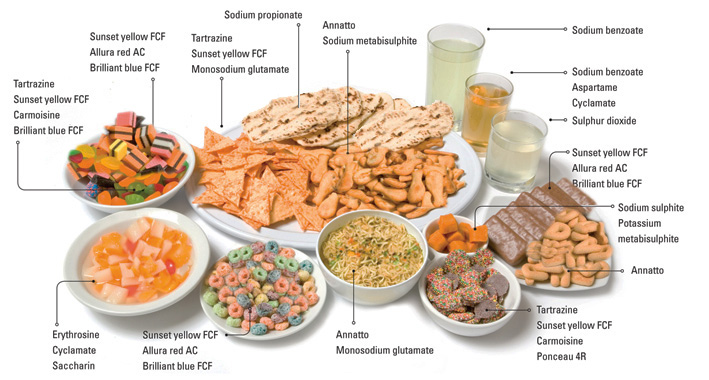 Sodium propionate
Annatto
Sodium metabisulphite
Sodium benzoate
Sunset yellow FCF
Allura red AC
Brilliant blue FCF
Tartrazine
Sunset yellow FCF
Monosodium glutamate
Sodium benzoate
Aspartame
Cyclamate
Tartrazine
Sunset yellow FCF
Carmoisine
Brilliant blue FCF
Sulphur dioxide
Sunset yellow FCF
Allura red AC
Brilliant blue FCF
Sodium sulphite
Potassium
metabisulphite
Annatto
Erythrosine
Cyclamate
Saccharin
Sunset yellow FCF
Allura red AC
Brilliant blue FCF
Annatto
Monosodium glutamate
Tartrazine
Sunset yellow FCF
Carmoisine
Ponceau 4R